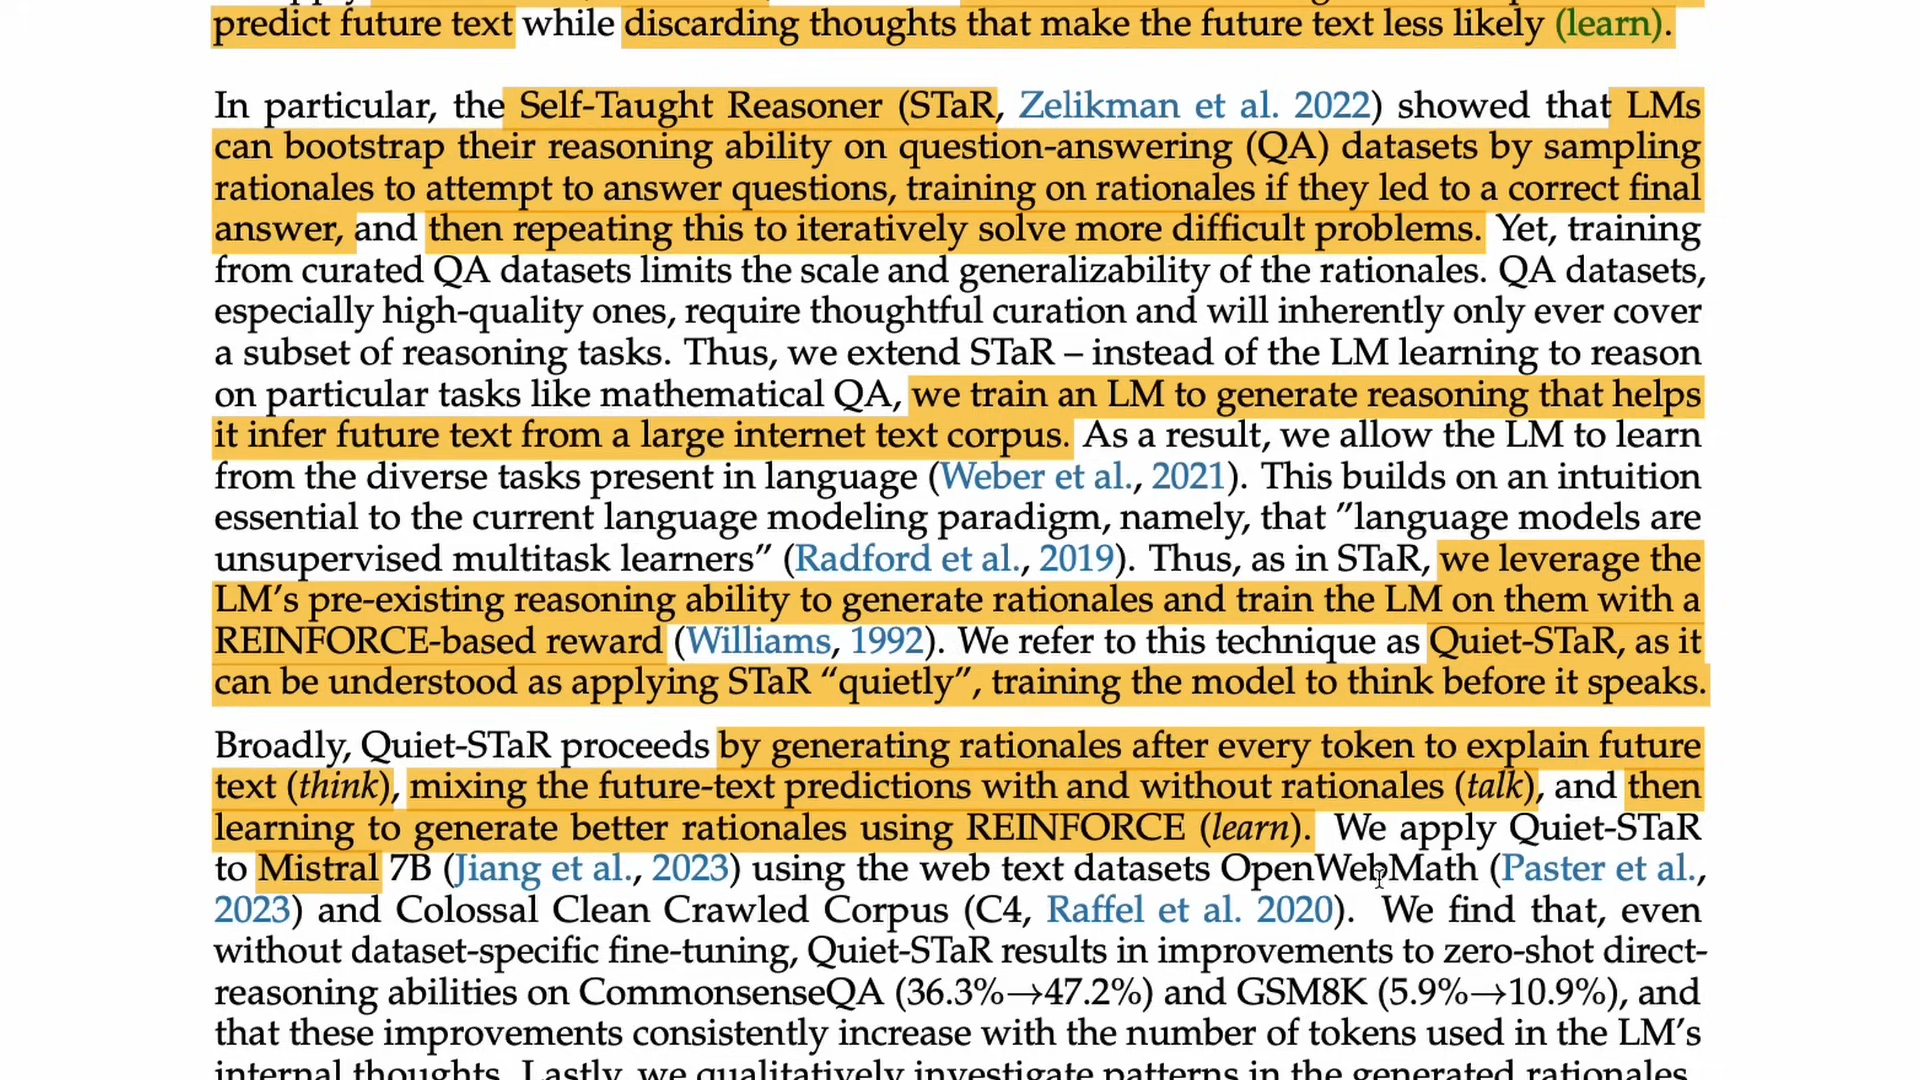 predict future text while discarding thoughts that make the future text less likely (learn).
In particular, the Self-Taught Reasoner (STaR, Zelikman et al. 2022) showed that LMs
can bootstrap their reasoning ability on question-answering (QA) datasets by sampling
rationales to attempt to answer questions, training on rationales if they led to a correct final
answer, and then repeating this to iteratively solve more difficult problems. Yet, training
from curated QA datasets limits the scale and generalizability of the rationales. QA datasets,
especially high-quality ones, require thoughtful curation and will inherently only ever cover
a subset of reasoning tasks. Thus, we extend STaR – instead of the LM learning to reason
on particular tasks like mathematical QA, we train an LM to generate reasoning that helps
it infer future text from a large internet text corpus. As a result, we allow the LM to learn
from the diverse tasks present in language (Weber et al., 2021). This builds on an intuition
essential to the current language modeling paradigm, namely, that ”language models are
unsupervised multitask learners” (Radford et al., 2019). Thus, as in STaR, we leverage the
LM’s pre-existing reasoning ability to generate rationales and train the LM on them with a
REINFORCE-based reward (Williams, 1992). We refer to this technique as Quiet-STaR, as it
can be understood as applying STaR “quietly”, training the model to think before it speaks.
Broadly, Quiet-STaR proceeds by generating rationales after every token to explain future
text (think), mixing the future-text predictions with and without rationales (talk), and then
learning to generate better rationales using REINFORCE (learn). We apply Quiet-STaR
to Mistral 7B (Jiang et al., 2023) using the web text datasets OpenWebMath (Paster et al.,
2023) and Colossal Clean Crawled Corpus (C4, Raffel et al. 2020). We find that, even
without dataset-specific fine-tuning, Quiet-STaR results in improvements to zero-shot direct-
reasoning abilities on CommonsenseQA (36.3%→47.2%) and GSM8K (5.9%→10.9%), and
that these improvements consistently increase with the number of tokens used in the LM’s
internal thoughts. Lastly, we qualitatively investigate patterns in the generated rationales.